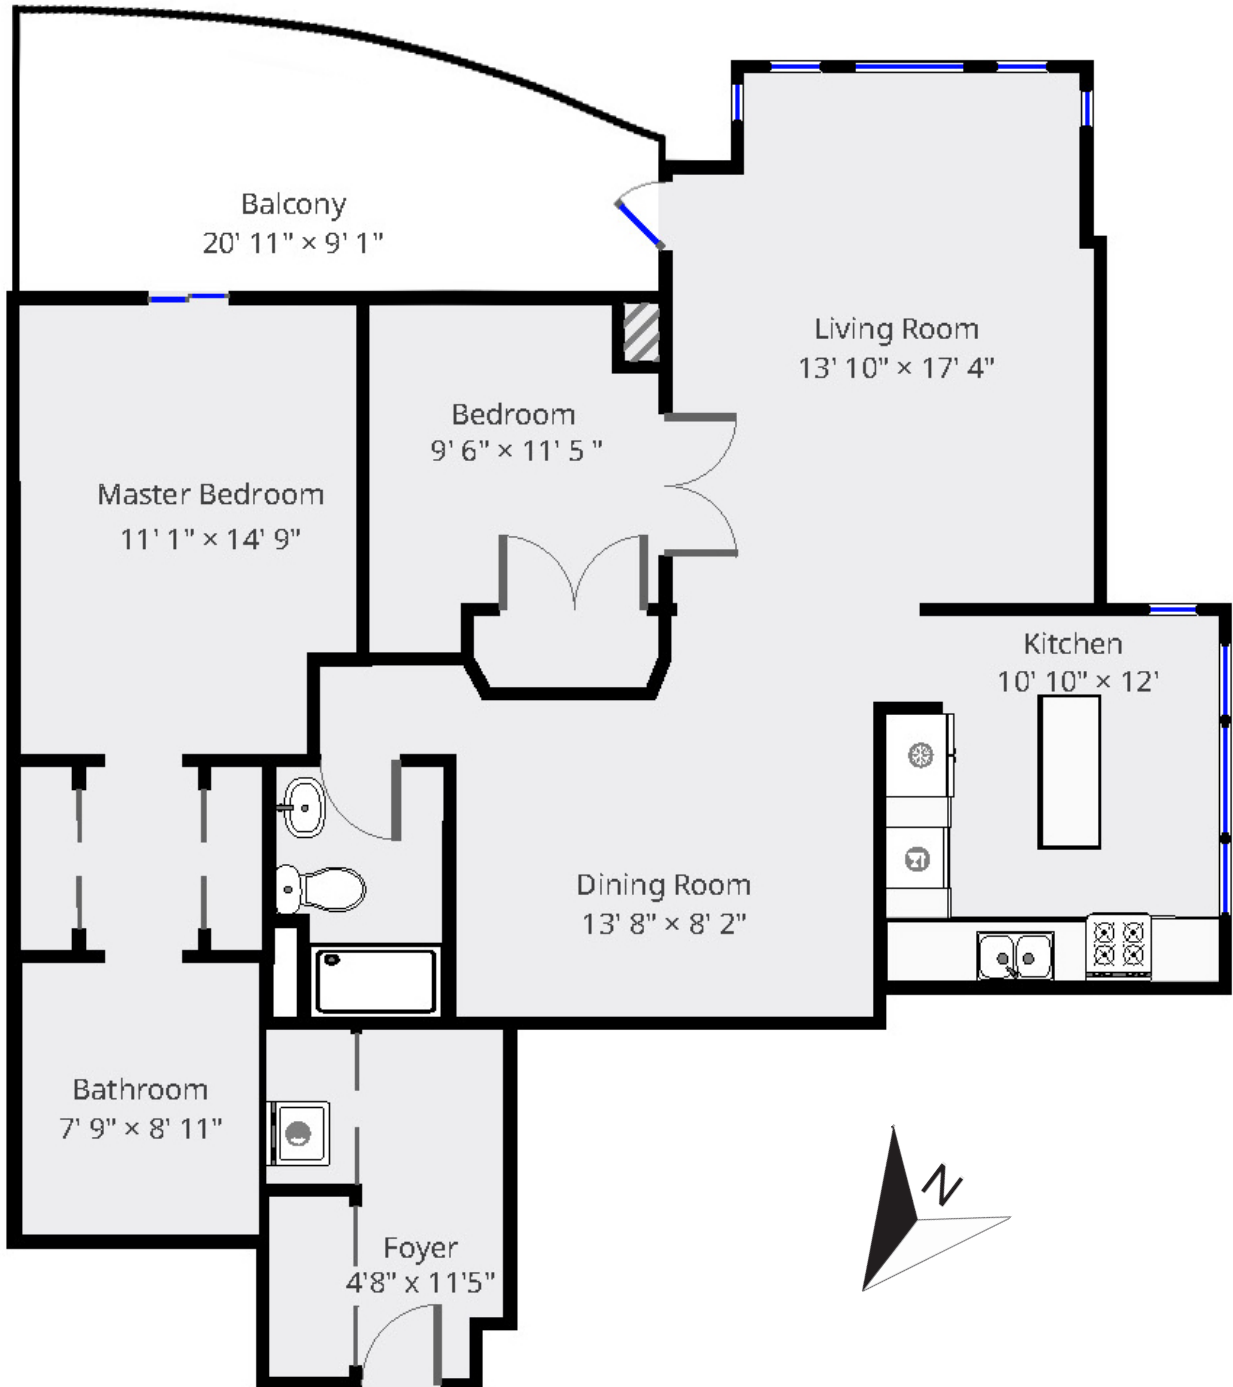 Balcony
20' 11" × 9' 1"
Living Room
13' 10" × 17' 4"
Bedroom
9' 6" × 11' 5 "
Master Bedroom
11' 1" × 14' 9"
Kitchen
10' 10" × 12'
Dining Room
13' 8" × 8' 2"
Bathroom
7' 9" × 8' 11"
N
Foyer
4'8" x 11'5"